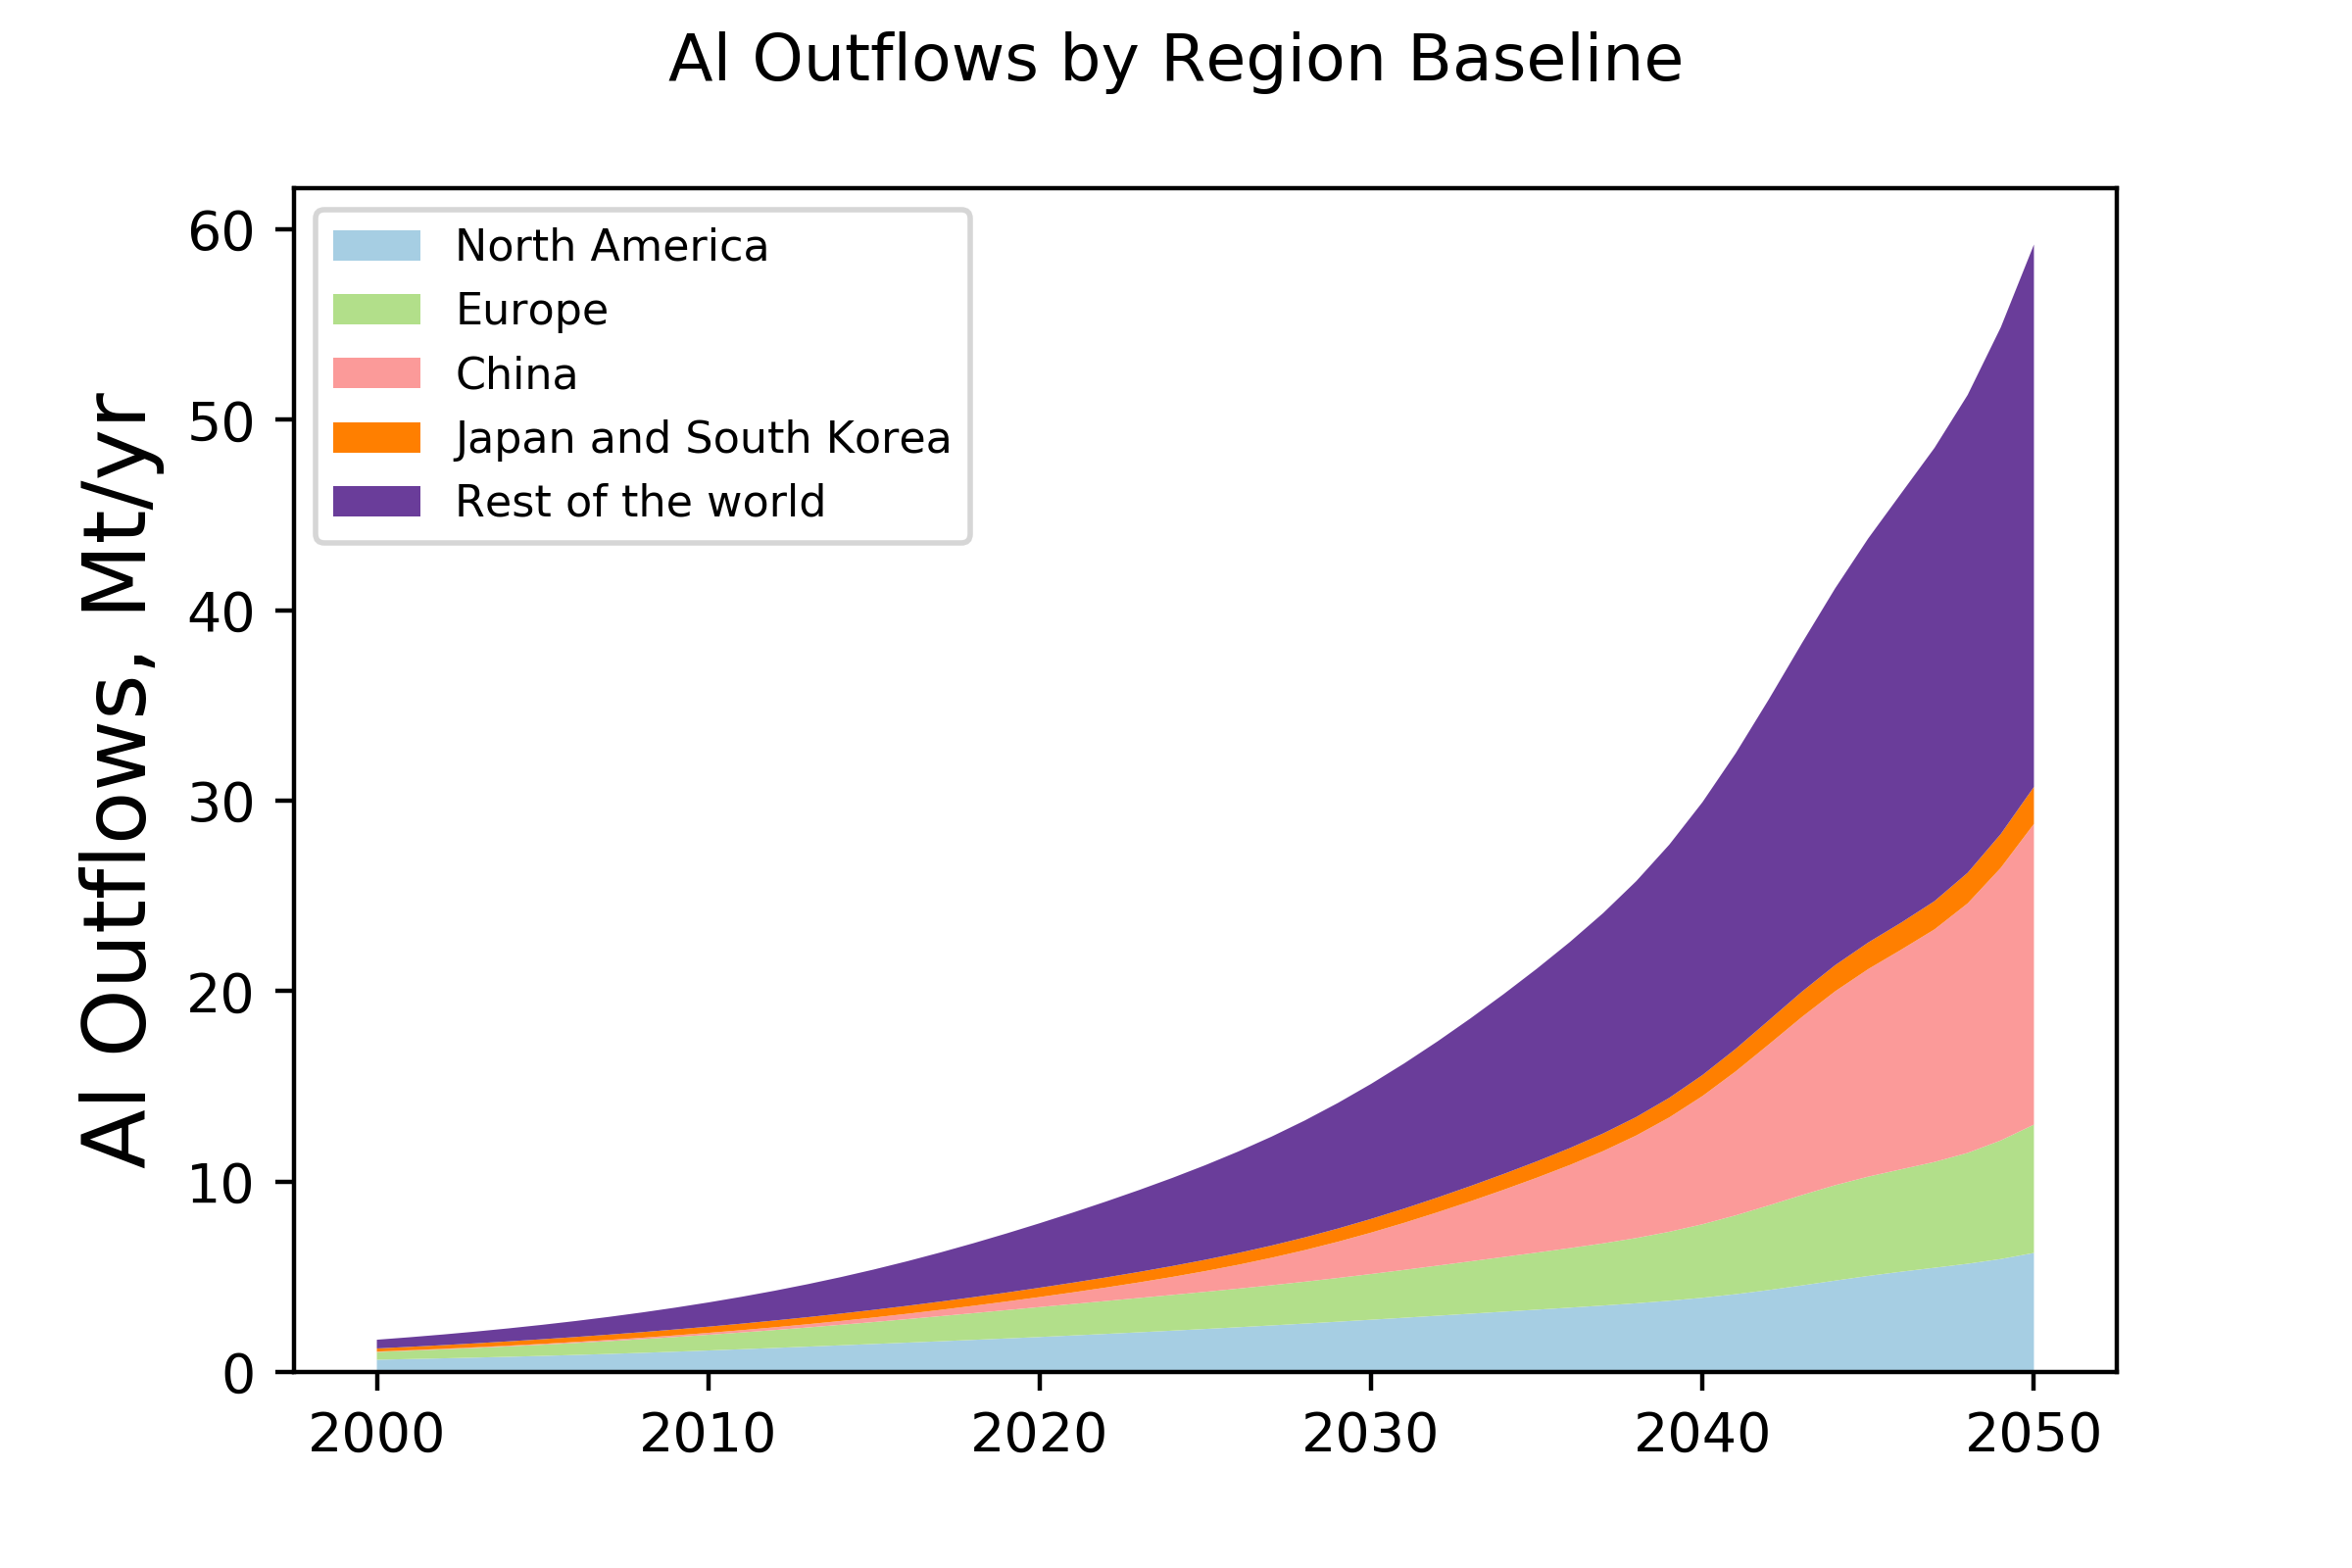 Al Outflows by Region Baseline
Al Outflows, Mt/yr
60
50
40
30
20
10
0
North America
Europe
China
Japan and South Korea
Rest of the world
2000 2010 2020 2030 2040 2050